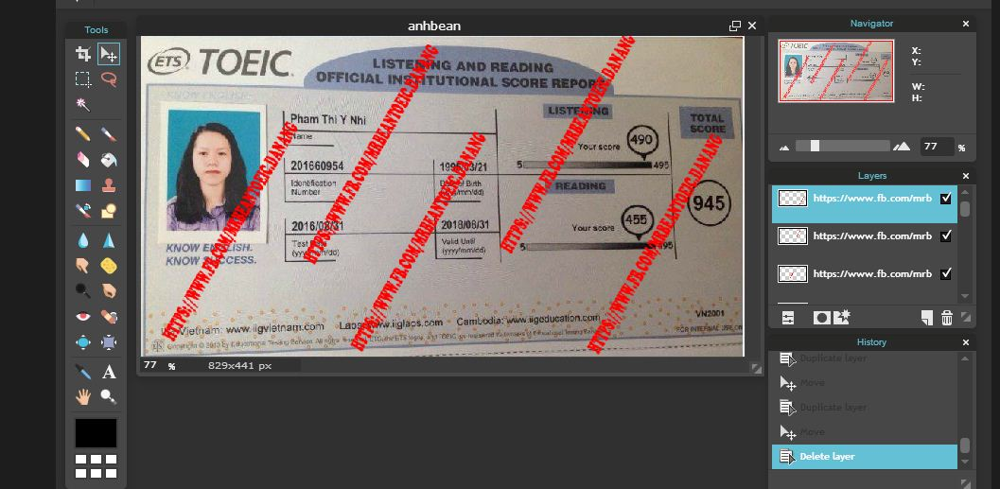 Tools
anhbean
ETS TOEIC.
LISTENING AND READING
OFFICIAL INSTITUTIONAL SCORE REPORT
Pham Thi Y Nhi
Name
201660954
Identification
Number
1995/03/21
Date of Birth
(yyyy/mm/dd)
2016/08/31
Test Date
(yyyy/mm/dd)
2018/08/31
Valid Until
(yyyy/mm/dd)
KNOW ENGLISH.
KNOW SUCCESS.
LISTENING
Your score
490
5
495
READING
Your score
455
5
495
TOTAL
SCORE
945
Vietnam: www.iigvietnam.com Laos: www.iiglaos.com Cambodia: www.iigeducation.com
VN2001
FOR INTERNAL USE ONLY
HTTPS://WWW.FB.COM/MRBEANTOEIC.DANANG
HTTPS://WWW.FB.COM/MRBEANTOEIC.DANANG
HTTPS://WWW.FB.COM/MRBEANTOEIC.DANANG
HTTPS://WWW.FB.COM/MRBEANTOEIC.DANANG
HTTPS://WWW.FB.COM/MRBEANTOEIC.DANANG
77 % 829x441 px
Navigator
X:
Y:
W:
H:
77 %
Layers
https://www.fb.com/mrb
https://www.fb.com/mrb
https://www.fb.com/mrb
History
Duplicate layer
Move
Duplicate layer
Move
Delete layer